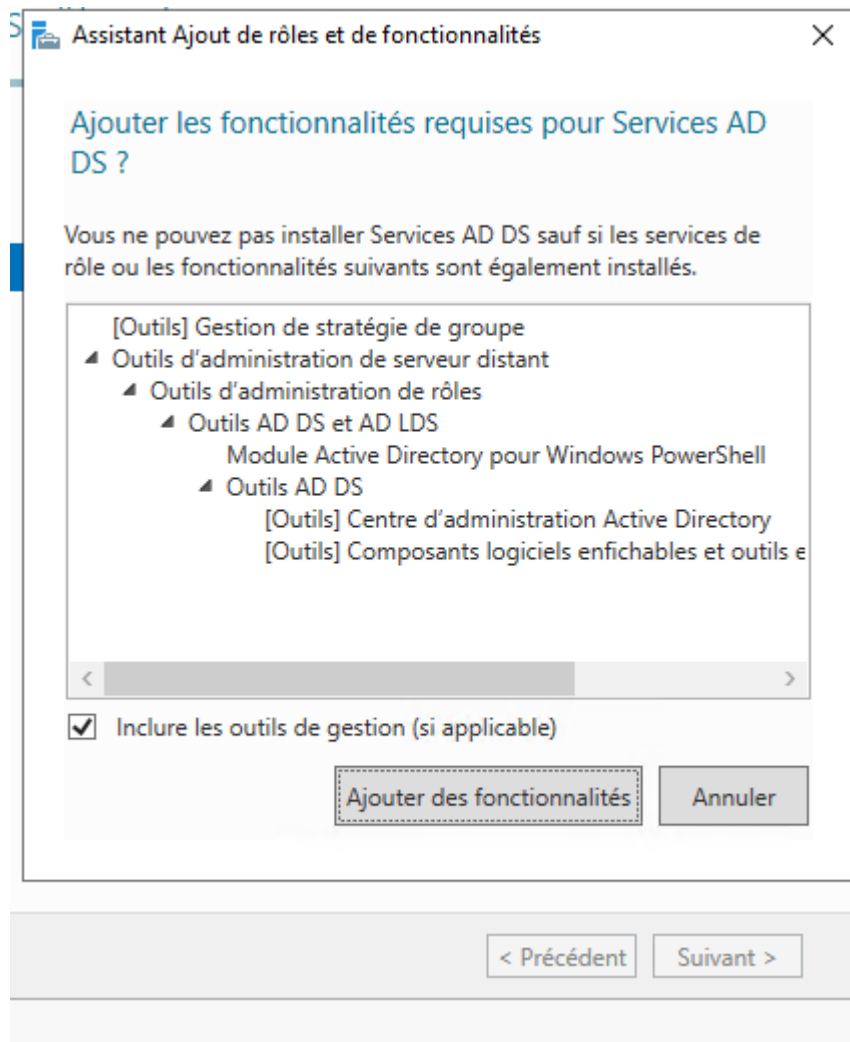 Assistant Ajout de rôles et de fonctionnalités
Ajouter les fonctionnalités requises pour Services AD
DS ?
Vous ne pouvez pas installer Services AD DS sauf si les services de
rôle ou les fonctionnalités suivants sont également installés.
[Outils] Gestion de stratégie de groupe
Outils d'administration de serveur distant
Outils d'administration de rôles
Outils AD DS et AD LDS
Module Active Directory pour Windows PowerShell
Outils AD DS
[Outils] Centre d'administration Active Directory
[Outils] Composants logiciels enfichables et outils e
Inclure les outils de gestion (si applicable)
Ajouter des fonctionnalités
Annuler
< Précédent
Suivant >